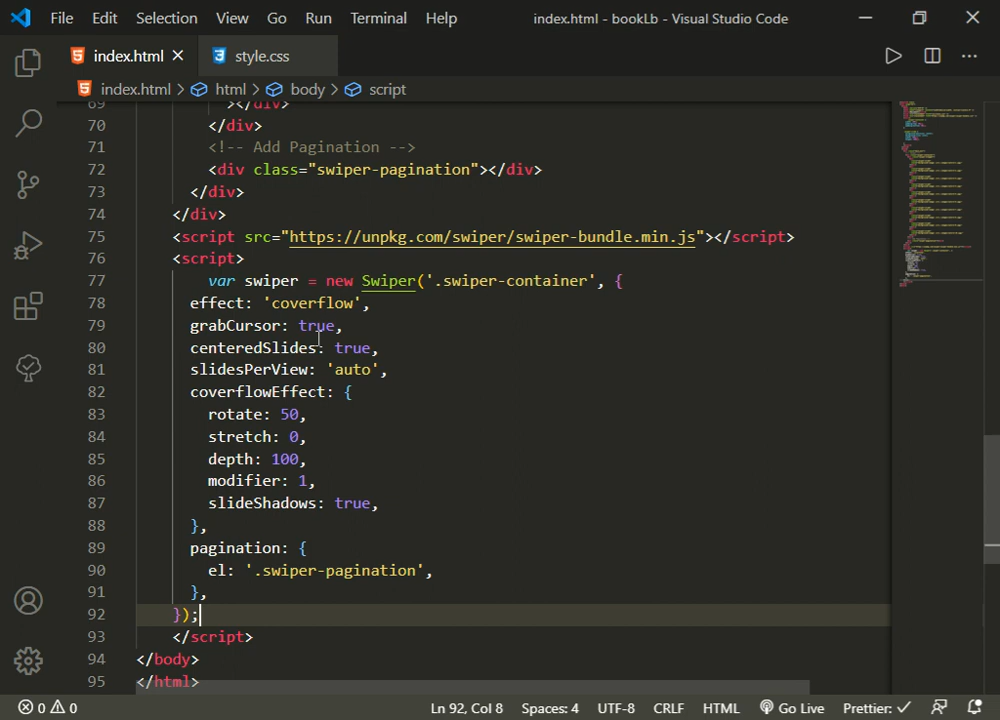 File Edit Selection View Go Run Terminal Help index.html - bookLb - Visual Studio Code
index.html style.css
index.html > html > body > script
69 ></div>
70 </div>
71 <!-- Add Pagination -->
72 <div class="swiper-pagination"></div>
73 </div>
74 </div>
75 <script src="https://unpkg.com/swiper/swiper-bundle.min.js"></script>
76 <script>
77 var swiper = new Swiper('.swiper-container', {
78 effect: 'coverflow',
79 grabCursor: true,
80 centeredSlides: true,
81 slidesPerView: 'auto',
82 coverflowEffect: {
83 rotate: 50,
84 stretch: 0,
85 depth: 100,
86 modifier: 1,
87 slideShadows: true,
88 },
89 pagination: {
90 el: '.swiper-pagination',
91 },
92 });
93 </script>
94 </body>
95 </html>
0 0 Ln 92, Col 8 Spaces: 4 UTF-8 CRLF HTML Go Live Prettier: ✓